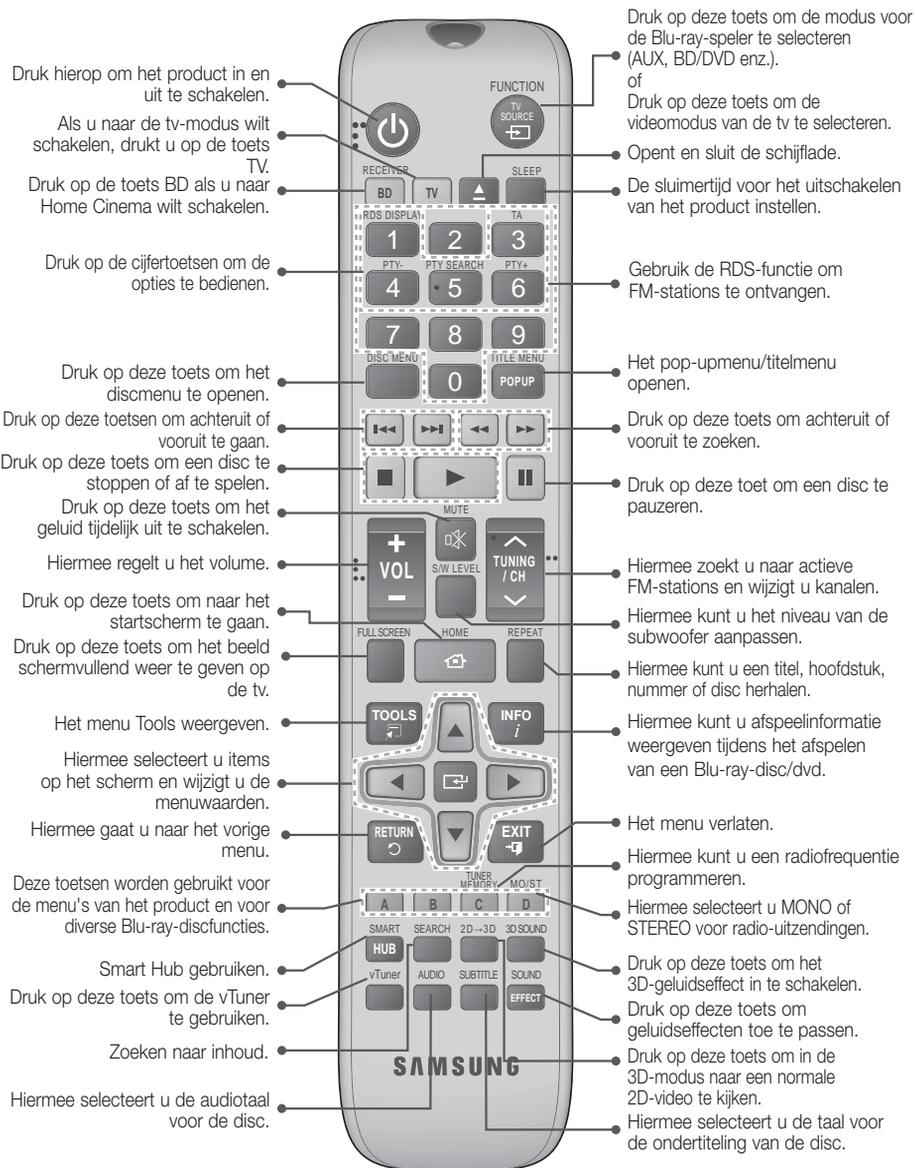 Druk hierop om het product in en
uit te schakelen.
Als u naar de tv-modus wilt
schakelen, drukt u op de toets
TV.
Druk op de toets BD als u naar
Home Cinema wilt schakelen.
Druk op de cijfertoetsen om de
opties te bedienen.
Druk op deze toets om het
discmenu te openen.
Druk op deze toetsen om achteruit of
vooruit te gaan.
Druk op deze toets om een disc te
stoppen of af te spelen.
Druk op deze toets om het
geluid tijdelijk uit te schakelen.
Hiermee regelt u het volume.
Druk op deze toets om naar het
startscherm te gaan.
Druk op deze toets om het beeld
schermvullend weer te geven op
de tv.
Het menu Tools weergeven.
Hiermee selecteert u items
op het scherm en wijzigt u de
menuwaarden.
Hiermee gaat u naar het vorige
menu.
Deze toetsen worden gebruikt voor
de menu's van het product en voor
diverse Blu-ray-discfuncties.
Smart Hub gebruiken.
Druk op deze toets om de vTuner
te gebruiken.
Zoeken naar inhoud.
Hiermee selecteert u de audiotaal
voor de disc.
FUNCTION
TV
SOURCE
RECEIVER
SLEEP
BD
TV
RDS DISPLAY
TA
1
2
3
PTY-
PTY SEARCH
PTY+
4
5
6
7
8
9
DISC MENU
TITLE MENU
0
POPUP
MUTE
VOL
TUNING
/ CH
S/W LEVEL
FULL SCREEN
HOME
REPEAT
TOOLS
INFO
i
RETURN
EXIT
TUNER
MEMORY
MO/ST
A
B
C
D
SMART
SEARCH
2D→3D
3D SOUND
HUB
vTuner
AUDIO
SUBTITLE
SOUND
EFFECT
SAMSUNG
Druk op deze toets om de modus voor
de Blu-ray-speler te selecteren
(AUX, BD/DVD enz.).
of
Druk op deze toets om de
videomodus van de tv te selecteren.
Opent en sluit de schijflade.
De sluimertijd voor het uitschakelen
van het product instellen.
Gebruik de RDS-functie om
FM-stations te ontvangen.
Het pop-upmenu/titelmenu
openen.
Druk op deze toets om achteruit of
vooruit te zoeken.
Druk op deze toet om een disc te
pauzeren.
Hiermee zoekt u naar actieve
FM-stations en wijzigt u kanalen.
Hiermee kunt u het niveau van de
subwoofer aanpassen.
Hiermee kunt u een titel, hoofdstuk,
nummer of disc herhalen.
Hiermee kunt u afspeelinformatie
weergeven tijdens het afspelen
van een Blu-ray-disc/dvd.
Het menu verlaten.
Hiermee kunt u een radiofrequentie
programmeren.
Hiermee selecteert u MONO of
STEREO voor radio-uitzendingen.
Druk op deze toets om het
3D-geluidseffect in te schakelen.
Druk op deze toets om
geluidseffecten toe te passen.
Druk op deze toets om in de
3D-modus naar een normale
2D-video te kijken.
Hiermee selecteert u de taal voor
de ondertiteling van de disc.